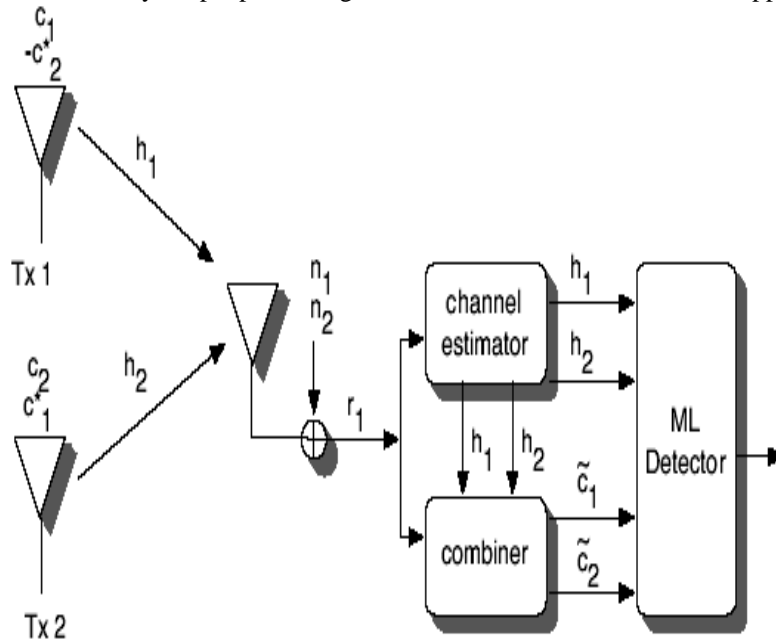 c₁
-c*₂
h₁
Tx 1
c₂
c*₁
h₂
Tx 2
n₁
n₂
r₁
channel
estimator
h₁
h₂
h₁
h₂
combiner
c̃₁
c̃₂
ML
Detector